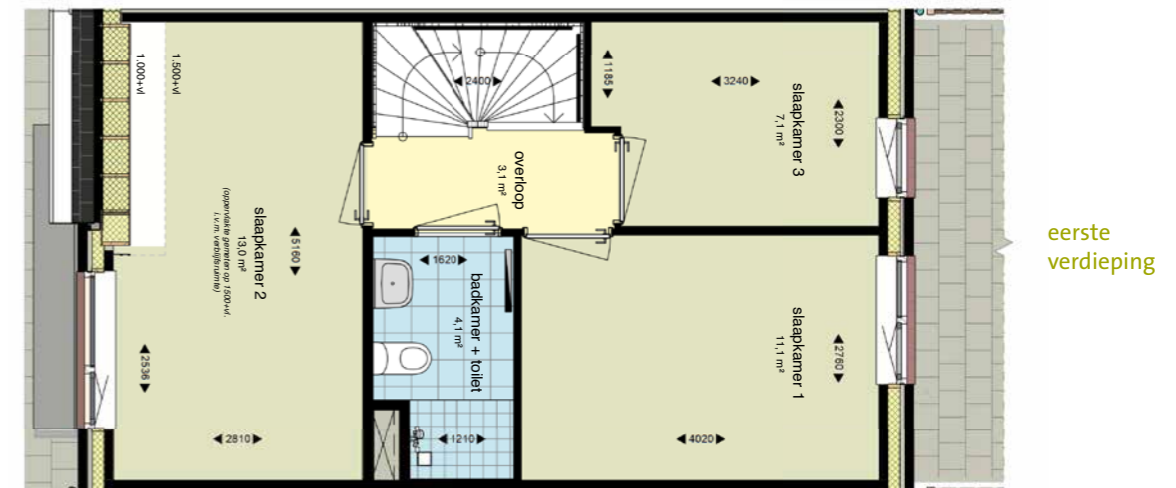 1.000+vl
1.500+vl
2400
1185
3240
2300
slaapkamer 3
7,1 m²
overloop
3,1 m²
slaapkamer 2
13,0 m²
(oppervlakte gemeten op 1500+vl.
i.v.m. verblijfsruimte)
5160
1620
badkamer + toilet
4,1 m²
slaapkamer 1
11,1 m²
2760
2536
2810
1210
4020
eerste
verdieping